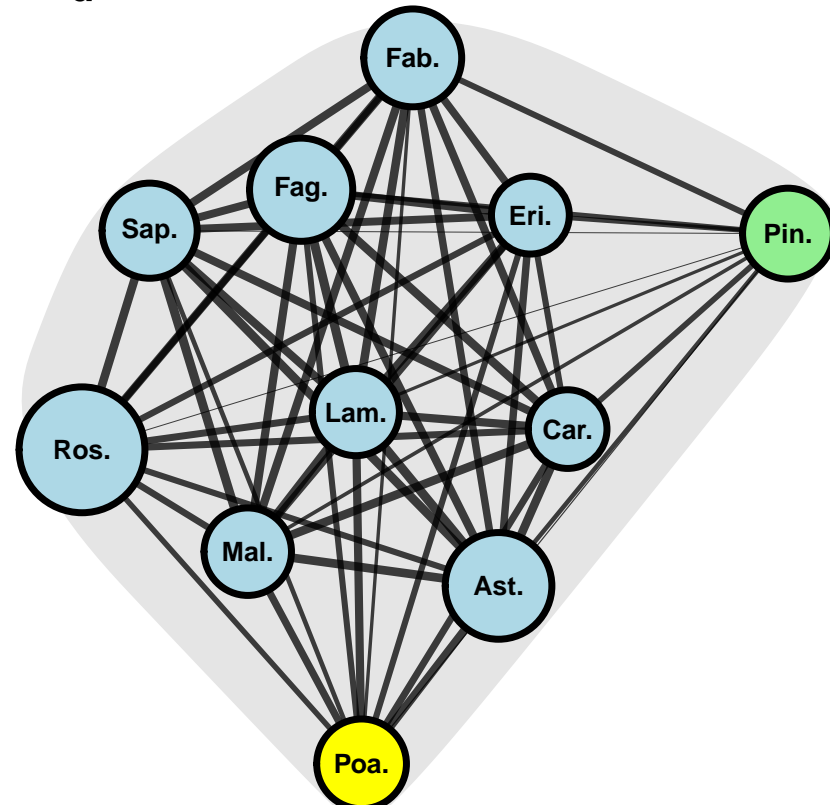 Fab.
Fag.
Sap.
Eri.
Pin.
Lam.
Car.
Ros.
Mal.
Ast.
Poa.